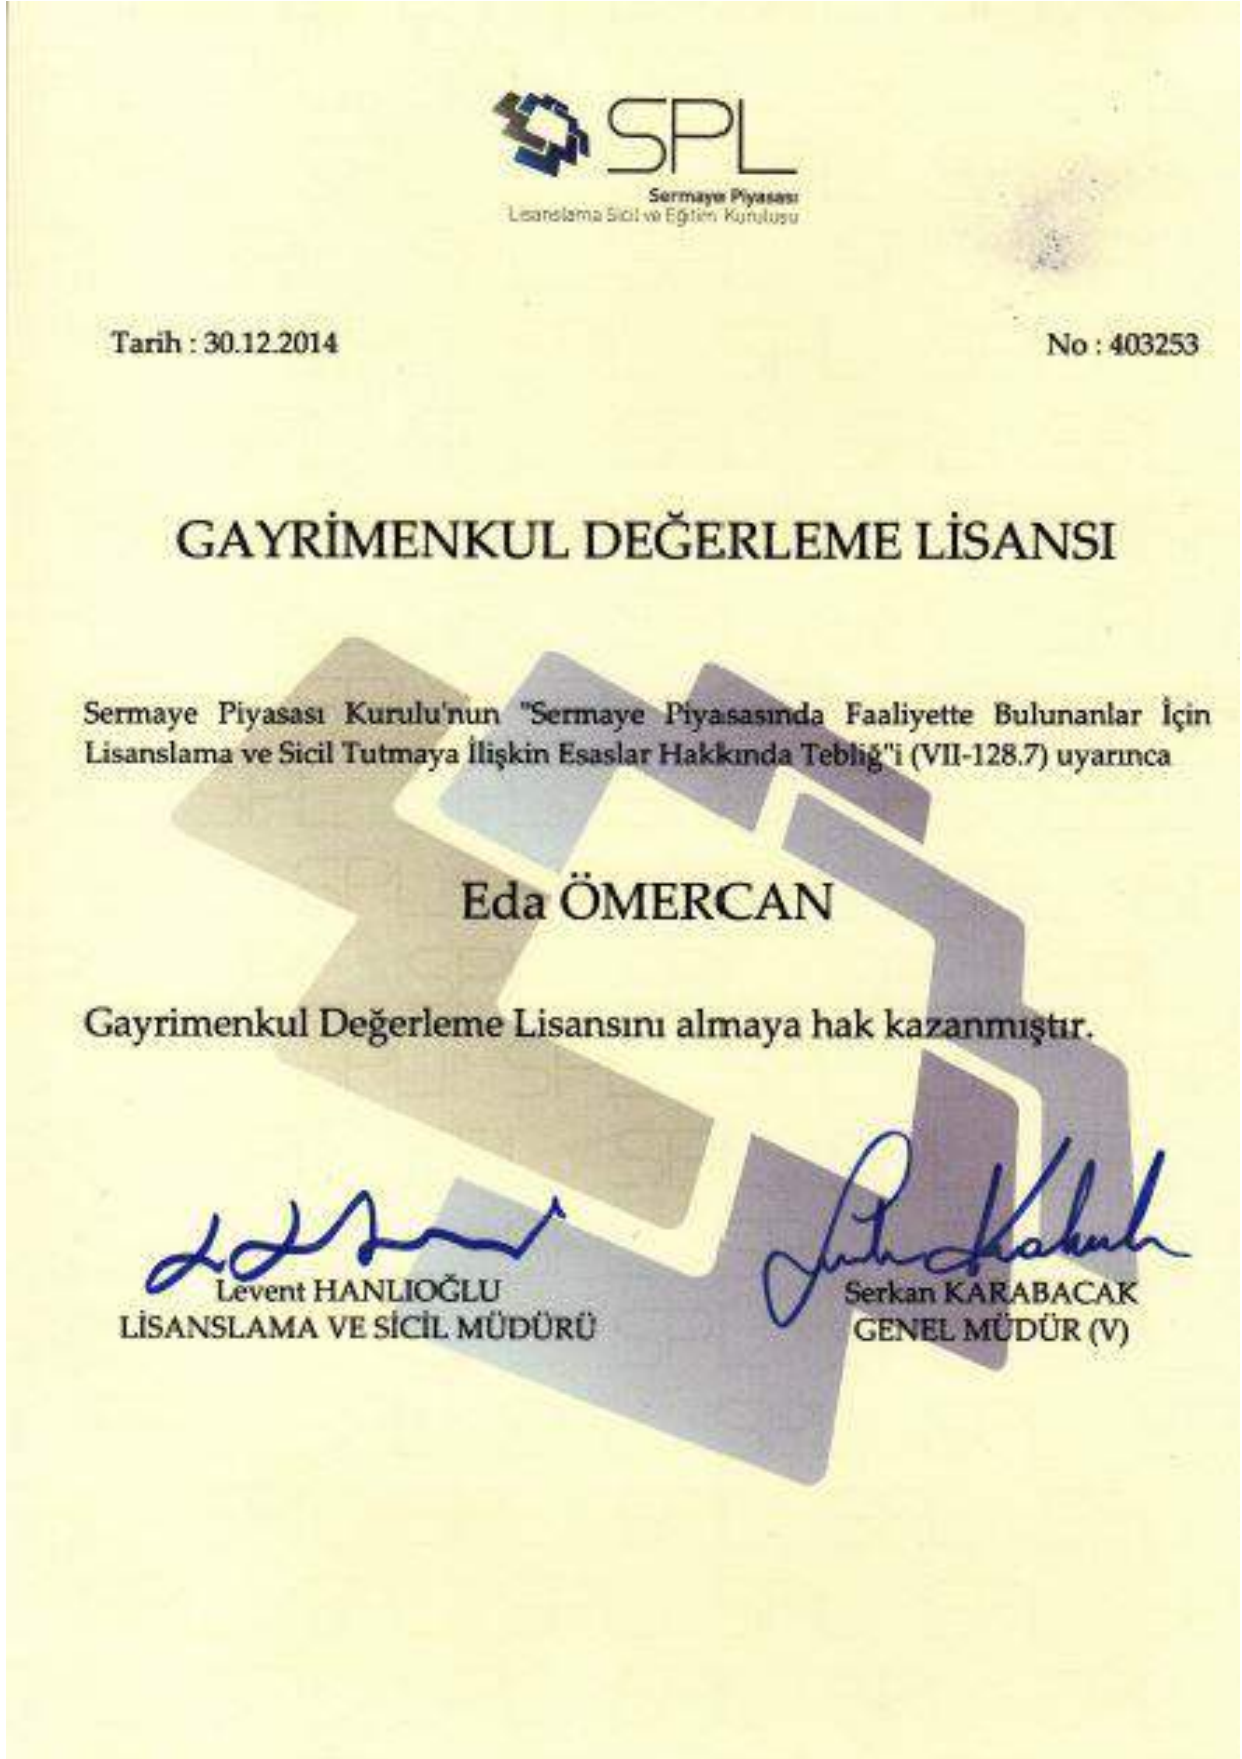 SPL
Sermaye Piyasası
Lisanslama Sicil ve Eğitim Kuruluşu
Tarih : 30.12.2014
No : 403253
GAYRİMENKUL DEĞERLEME LİSANSI
Sermaye Piyasası Kurulu'nun "Sermaye Piyasasında Faaliyette Bulunanlar İçin
Lisanslama ve Sicil Tutmaya İlişkin Esaslar Hakkında Tebliğ"i (VII-128.7) uyarınca
Eda ÖMERCAN
Gayrimenkul Değerleme Lisansını almaya hak kazanmıştır.
Levent HANLIOĞLU
LİSANSLAMA VE SİCİL MÜDÜRÜ
Serkan KARABACAK
GENEL MÜDÜR (V)